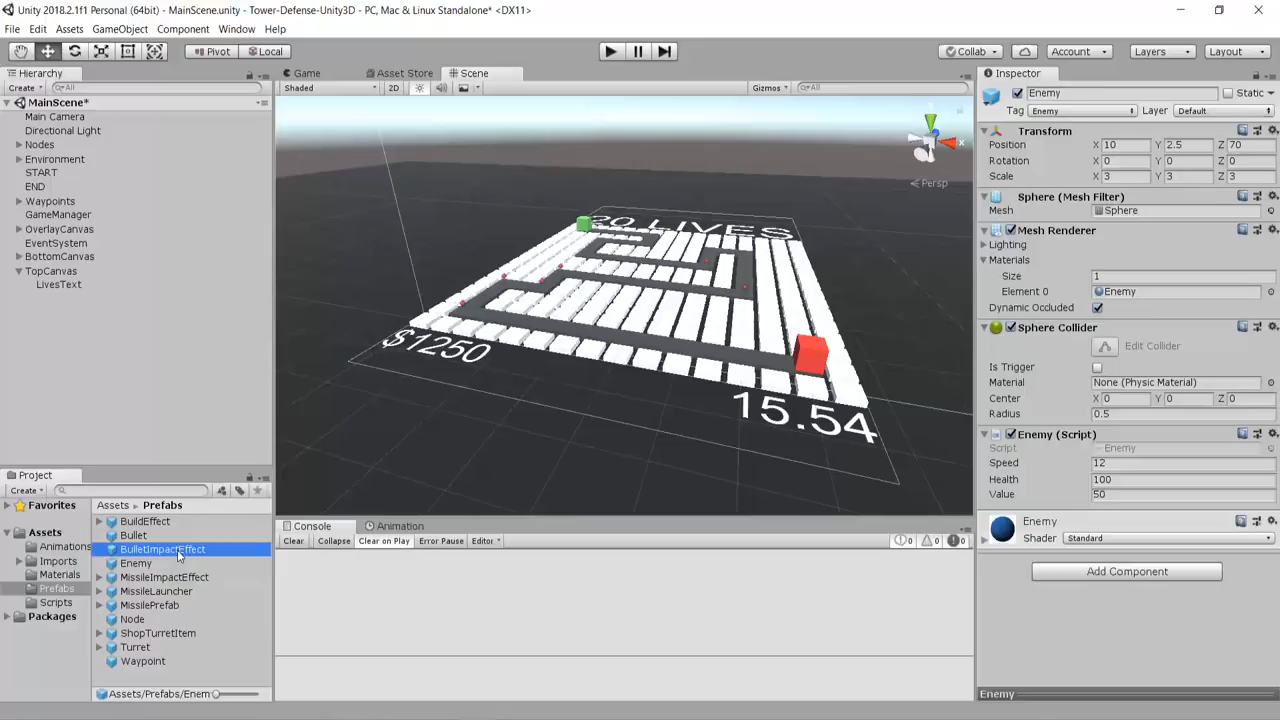 Unity 2018.2.1f1 Personal (64bit) - MainScene.unity - Tower-Defense-Unity3D - PC, Mac & Linux Standalone* <DX11>
File Edit Assets GameObject Component Window Help
Pivot Local Collab Account Layers Layout
Hierarchy
Create All
MainScene*
Main Camera
Directional Light
Nodes
Environment
START
END
Waypoints
GameManager
OverlayCanvas
EventSystem
BottomCanvas
TopCanvas
LivesText
Game Asset Store Scene
Shaded 2D Gizmos All
x
Persp
20 LIVES
$1250
15.54
Project
Create
Favorites
Assets
Animations
Imports
Materials
Prefabs
Scripts
Packages
Assets Prefabs
BuildEffect
Bullet
BulletImpactEffect
Enemy
MissileImpactEffect
MissileLauncher
MissilePrefab
Node
ShopTurretItem
Turret
Waypoint
Assets/Prefabs/Enem
Console Animation
Clear Collapse Clear on Play Error Pause Editor 0 0 0
Inspector
Enemy Static
Tag Enemy Layer Default
Transform
Position X 10 Y 2.5 Z 70
Rotation X 0 Y 0 Z 0
Scale X 3 Y 3 Z 3
Sphere (Mesh Filter)
Mesh Sphere
Mesh Renderer
Lighting
Materials
Size 1
Element 0 Enemy
Dynamic Occluded
Sphere Collider
Edit Collider
Is Trigger
Material None (Physic Material)
Center X 0 Y 0 Z 0
Radius 0.5
Enemy (Script)
Script Enemy
Speed 12
Health 100
Value 50
Enemy
Shader Standard
Add Component
Enemy